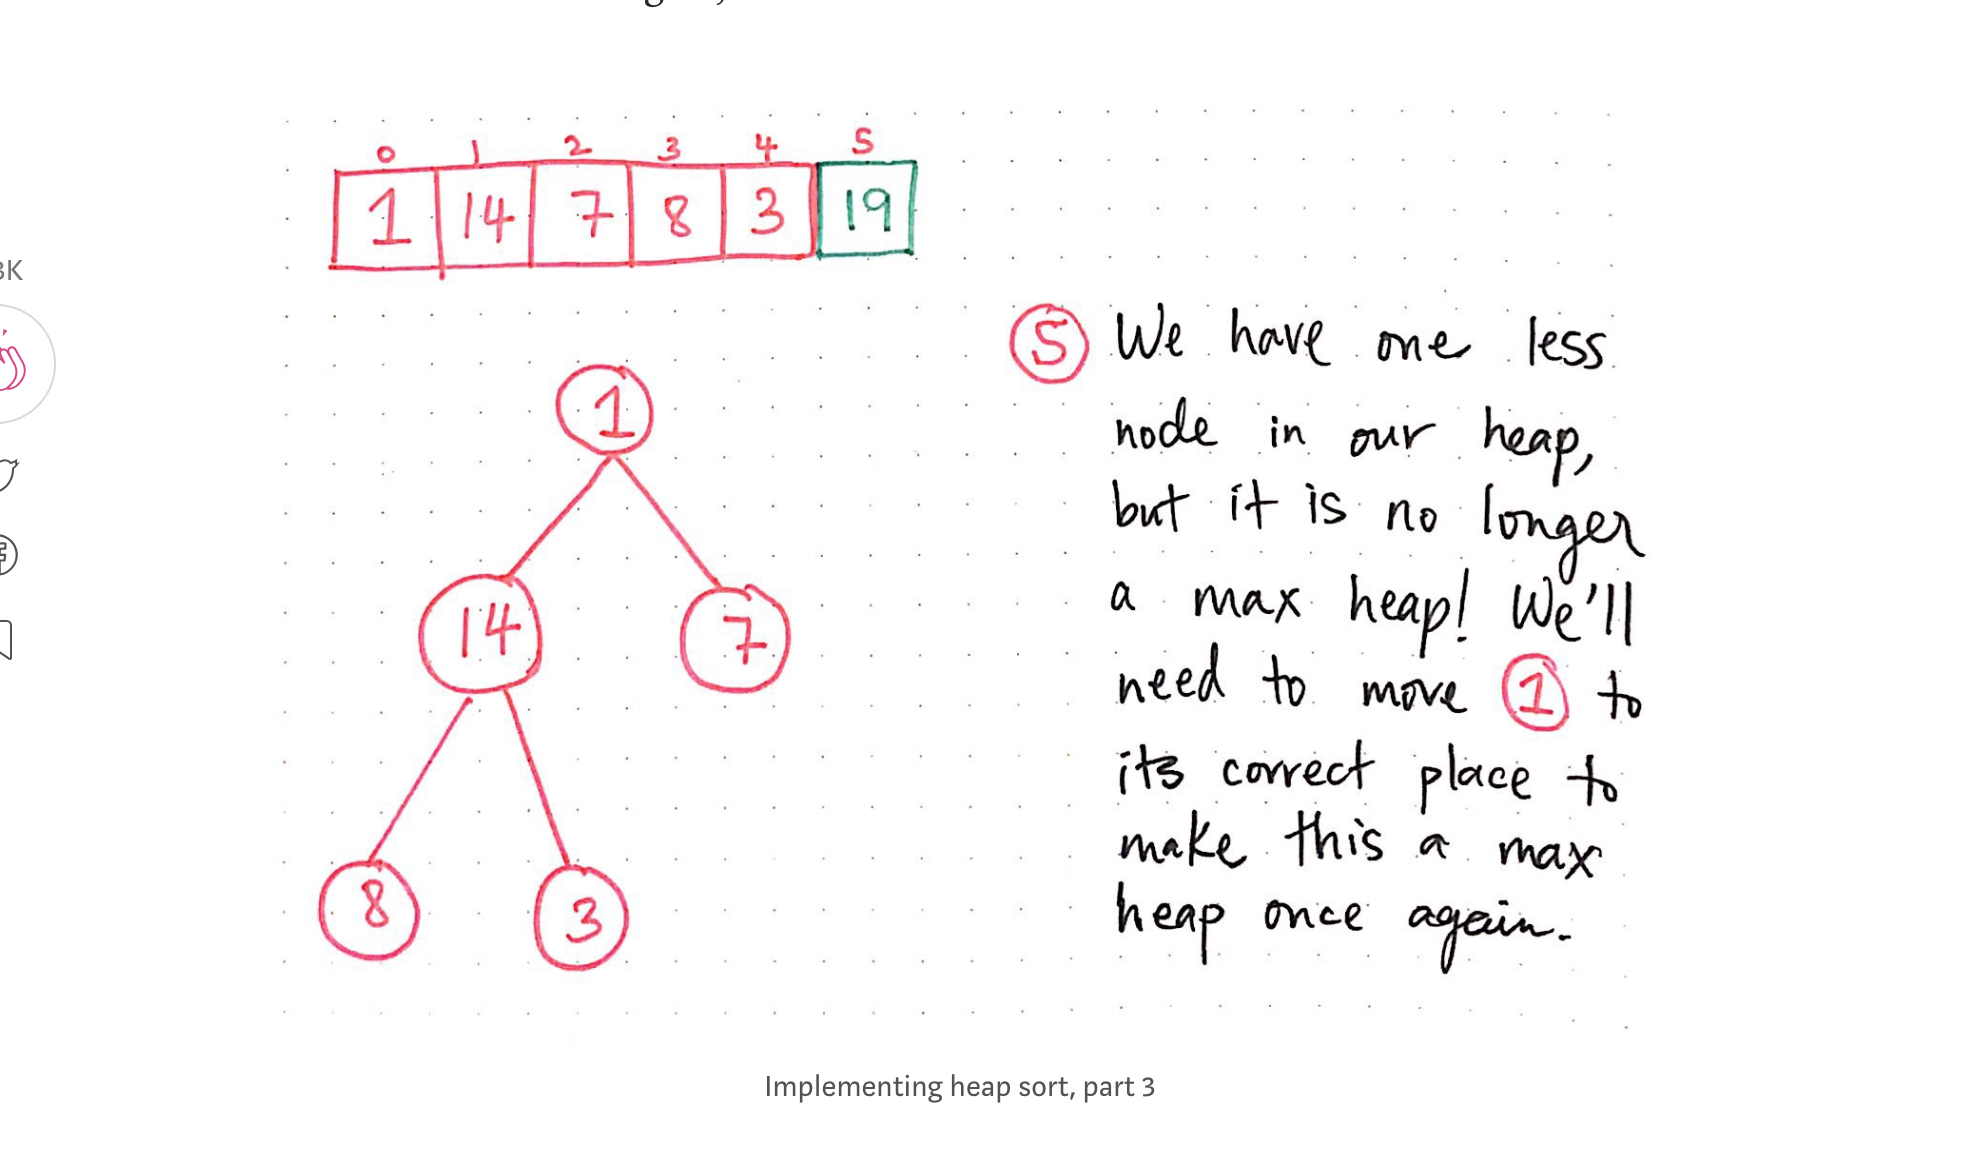 0 1 2 3 4 5
1 14 7 8 3 19
3K
1
14 7
8 3
5 We have one less
node in our heap,
but it is no longer
a max heap! We'll
need to move 1 to
its correct place to
make this a max
heap once again.
Implementing heap sort, part 3